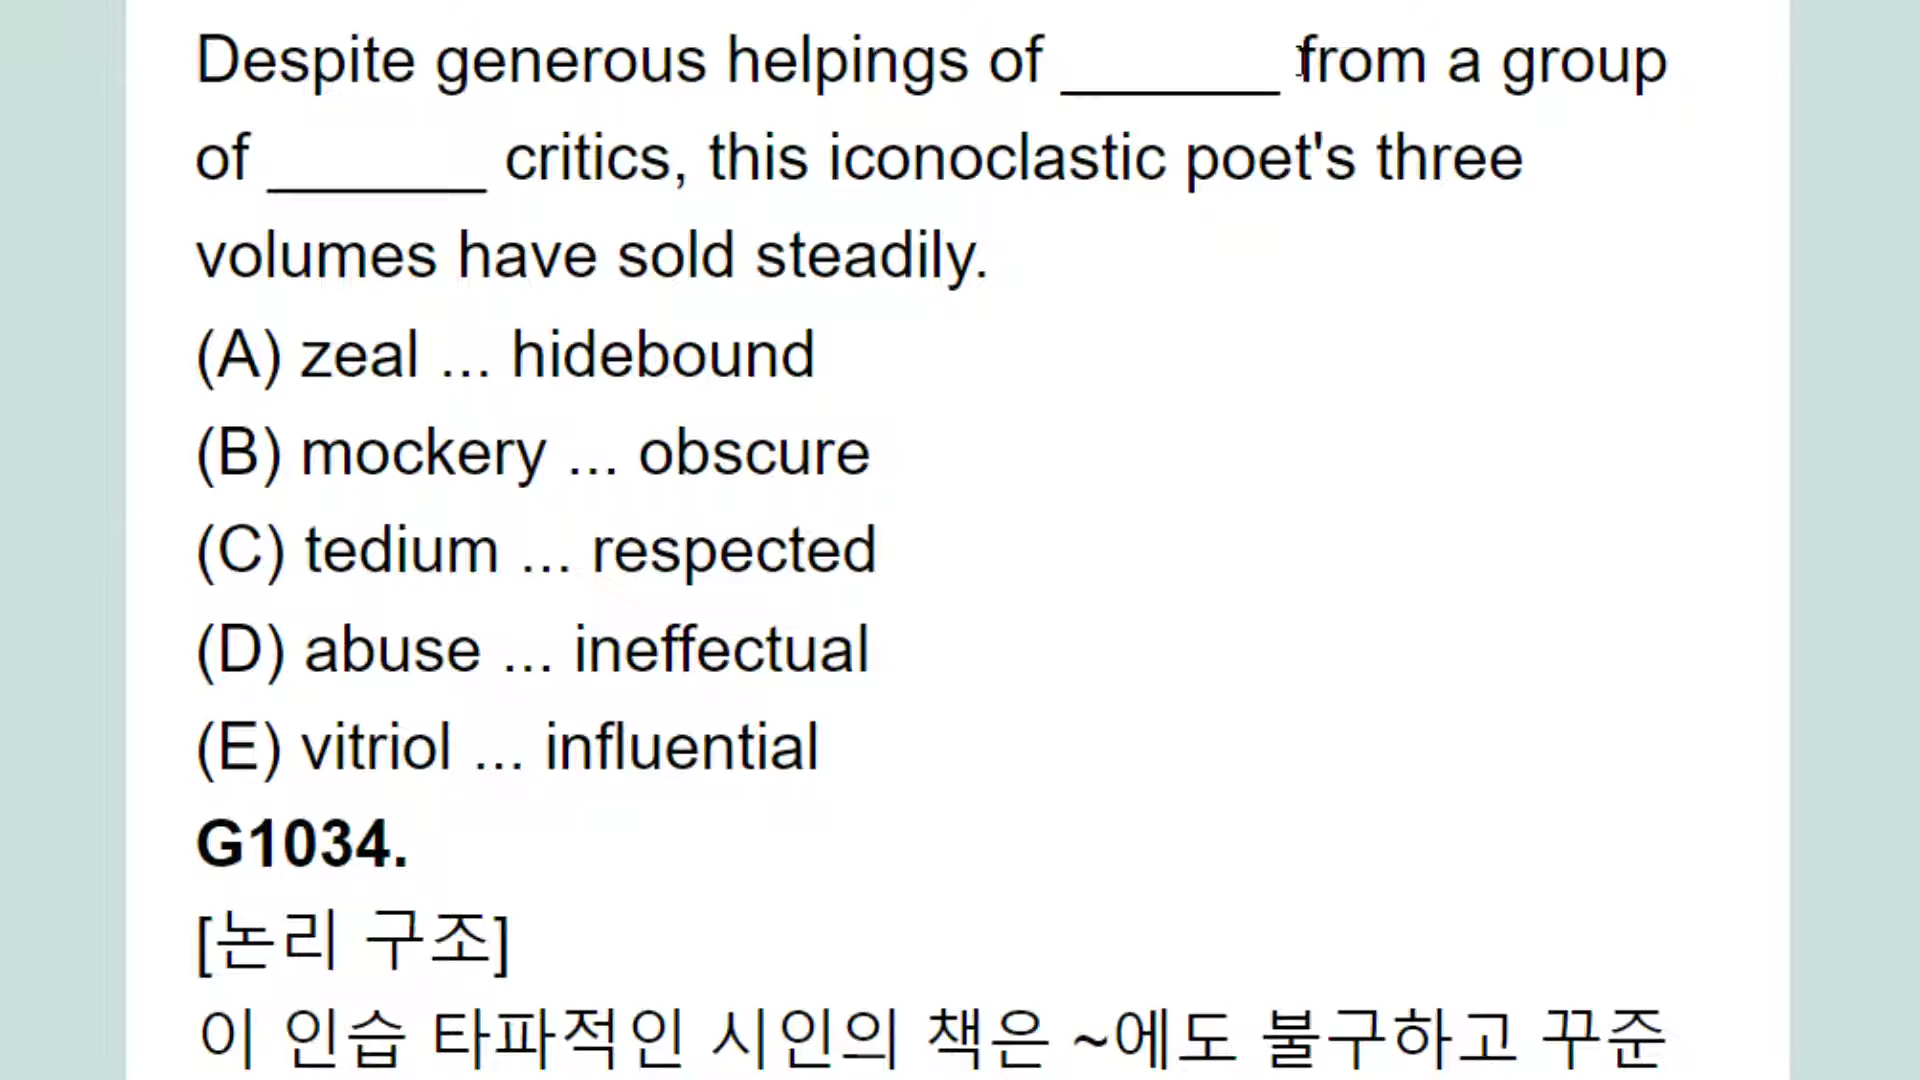 Despite generous helpings of ______ from a group
of ______ critics, this iconoclastic poet's three
volumes have sold steadily.
(A) zeal ... hidebound
(B) mockery ... obscure
(C) tedium ... respected
(D) abuse ... ineffectual
(E) vitriol ... influential
G1034.
[논리 구조]
이 인습 타파적인 시인의 책은 ~에도 불구하고 꾸준